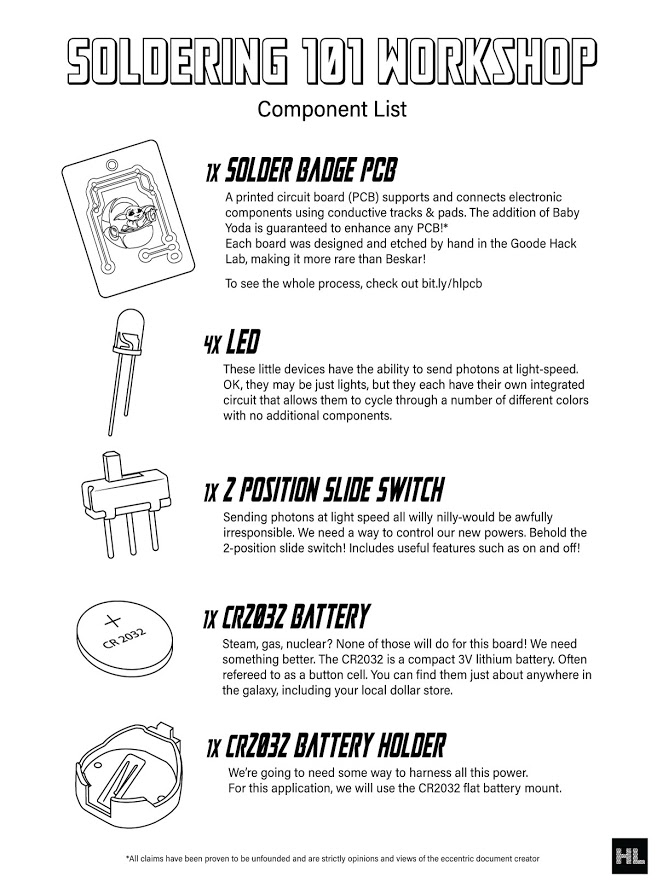 SOLDERING 101 WORKSHOP
Component List
1X SOLDER BADGE PCB
A printed circuit board (PCB) supports and connects electronic
components using conductive tracks & pads. The addition of Baby
Yoda is guaranteed to enhance any PCB!*
Each board was designed and etched by hand in the Goode Hack
Lab, making it more rare than Beskar!
To see the whole process, check out bit.ly/hlpcb
4X LED
These little devices have the ability to send photons at light-speed.
OK, they may be just lights, but they each have their own integrated
circuit that allows them to cycle through a number of different colors
with no additional components.
1X 2 POSITION SLIDE SWITCH
Sending photons at light speed all willy nilly-would be awfully
irresponsible. We need a way to control our new powers. Behold the
2-position slide switch! Includes useful features such as on and off!
+
CR 2032
1X CR2032 BATTERY
Steam, gas, nuclear? None of those will do for this board! We need
something better. The CR2032 is a compact 3V lithium battery. Often
refereed to as a button cell. You can find them just about anywhere in
the galaxy, including your local dollar store.
1X CR2032 BATTERY HOLDER
We're going to need some way to harness all this power.
For this application, we will use the CR2032 flat battery mount.
*All claims have been proven to be unfounded and are strictly opinions and views of the eccentric document creator
HL